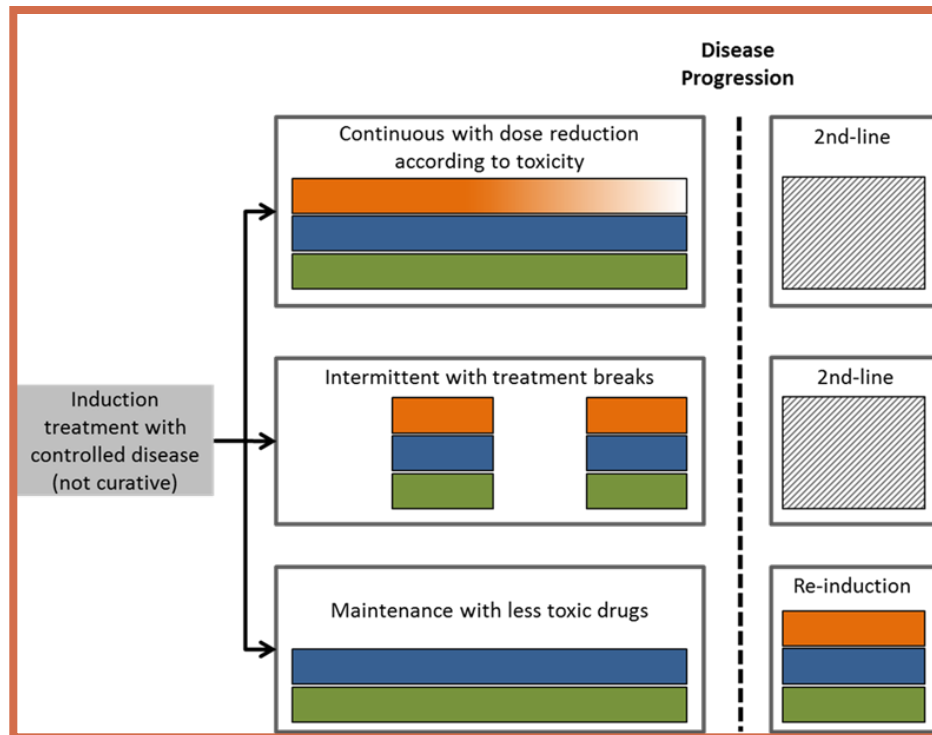 Disease
Progression
Continuous with dose reduction
according to toxicity
2nd-line
Intermittent with treatment breaks
2nd-line
Induction
treatment with
controlled disease
(not curative)
Maintenance with less toxic drugs
Re-induction